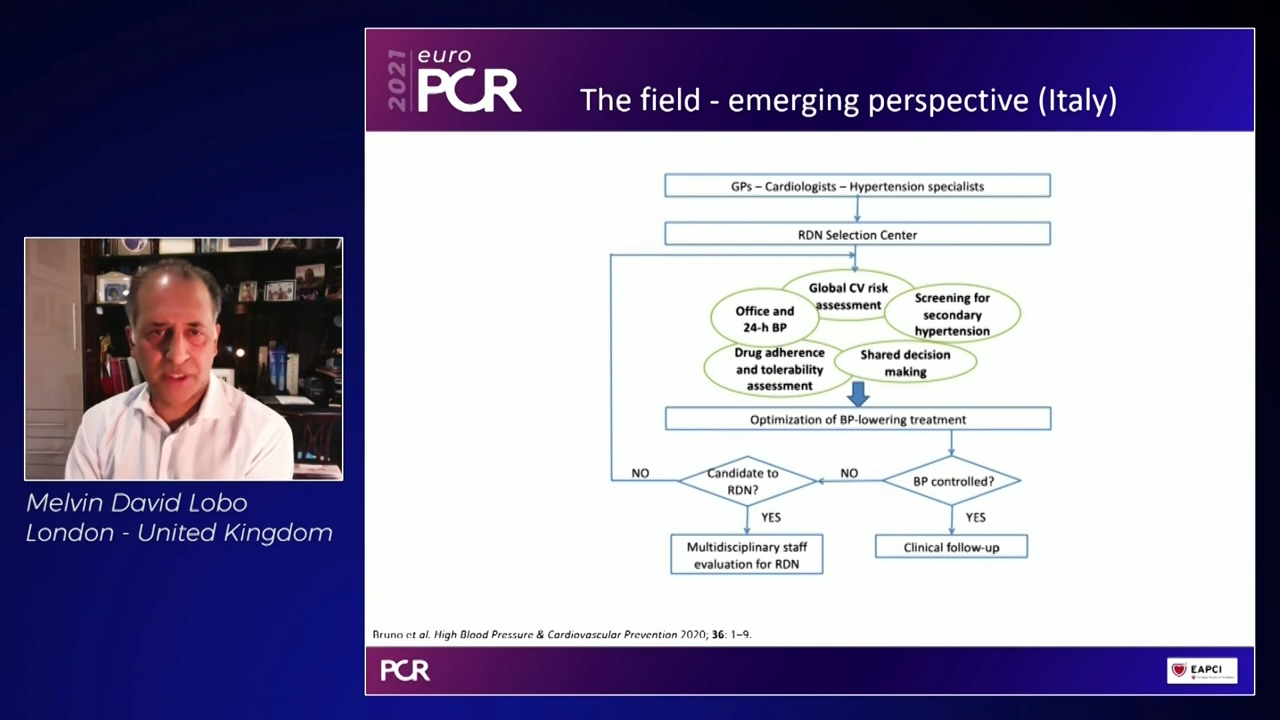 2021
euro
PCR
The field - emerging perspective (Italy)
GPs – Cardiologists – Hypertension specialists
RDN Selection Center
Global CV risk
assessment
Office and
24-h BP
Screening for
secondary
hypertension
Drug adherence
and tolerability
assessment
Shared decision
making
Optimization of BP-lowering treatment
NO
Candidate to
RDN?
NO
BP controlled?
YES
YES
Multidisciplinary staff
evaluation for RDN
Clinical follow-up
Melvin David Lobo
London - United Kingdom
Bruno et al. High Blood Pressure & Cardiovascular Prevention 2020; 36: 1–9.
PCR
EAPCI